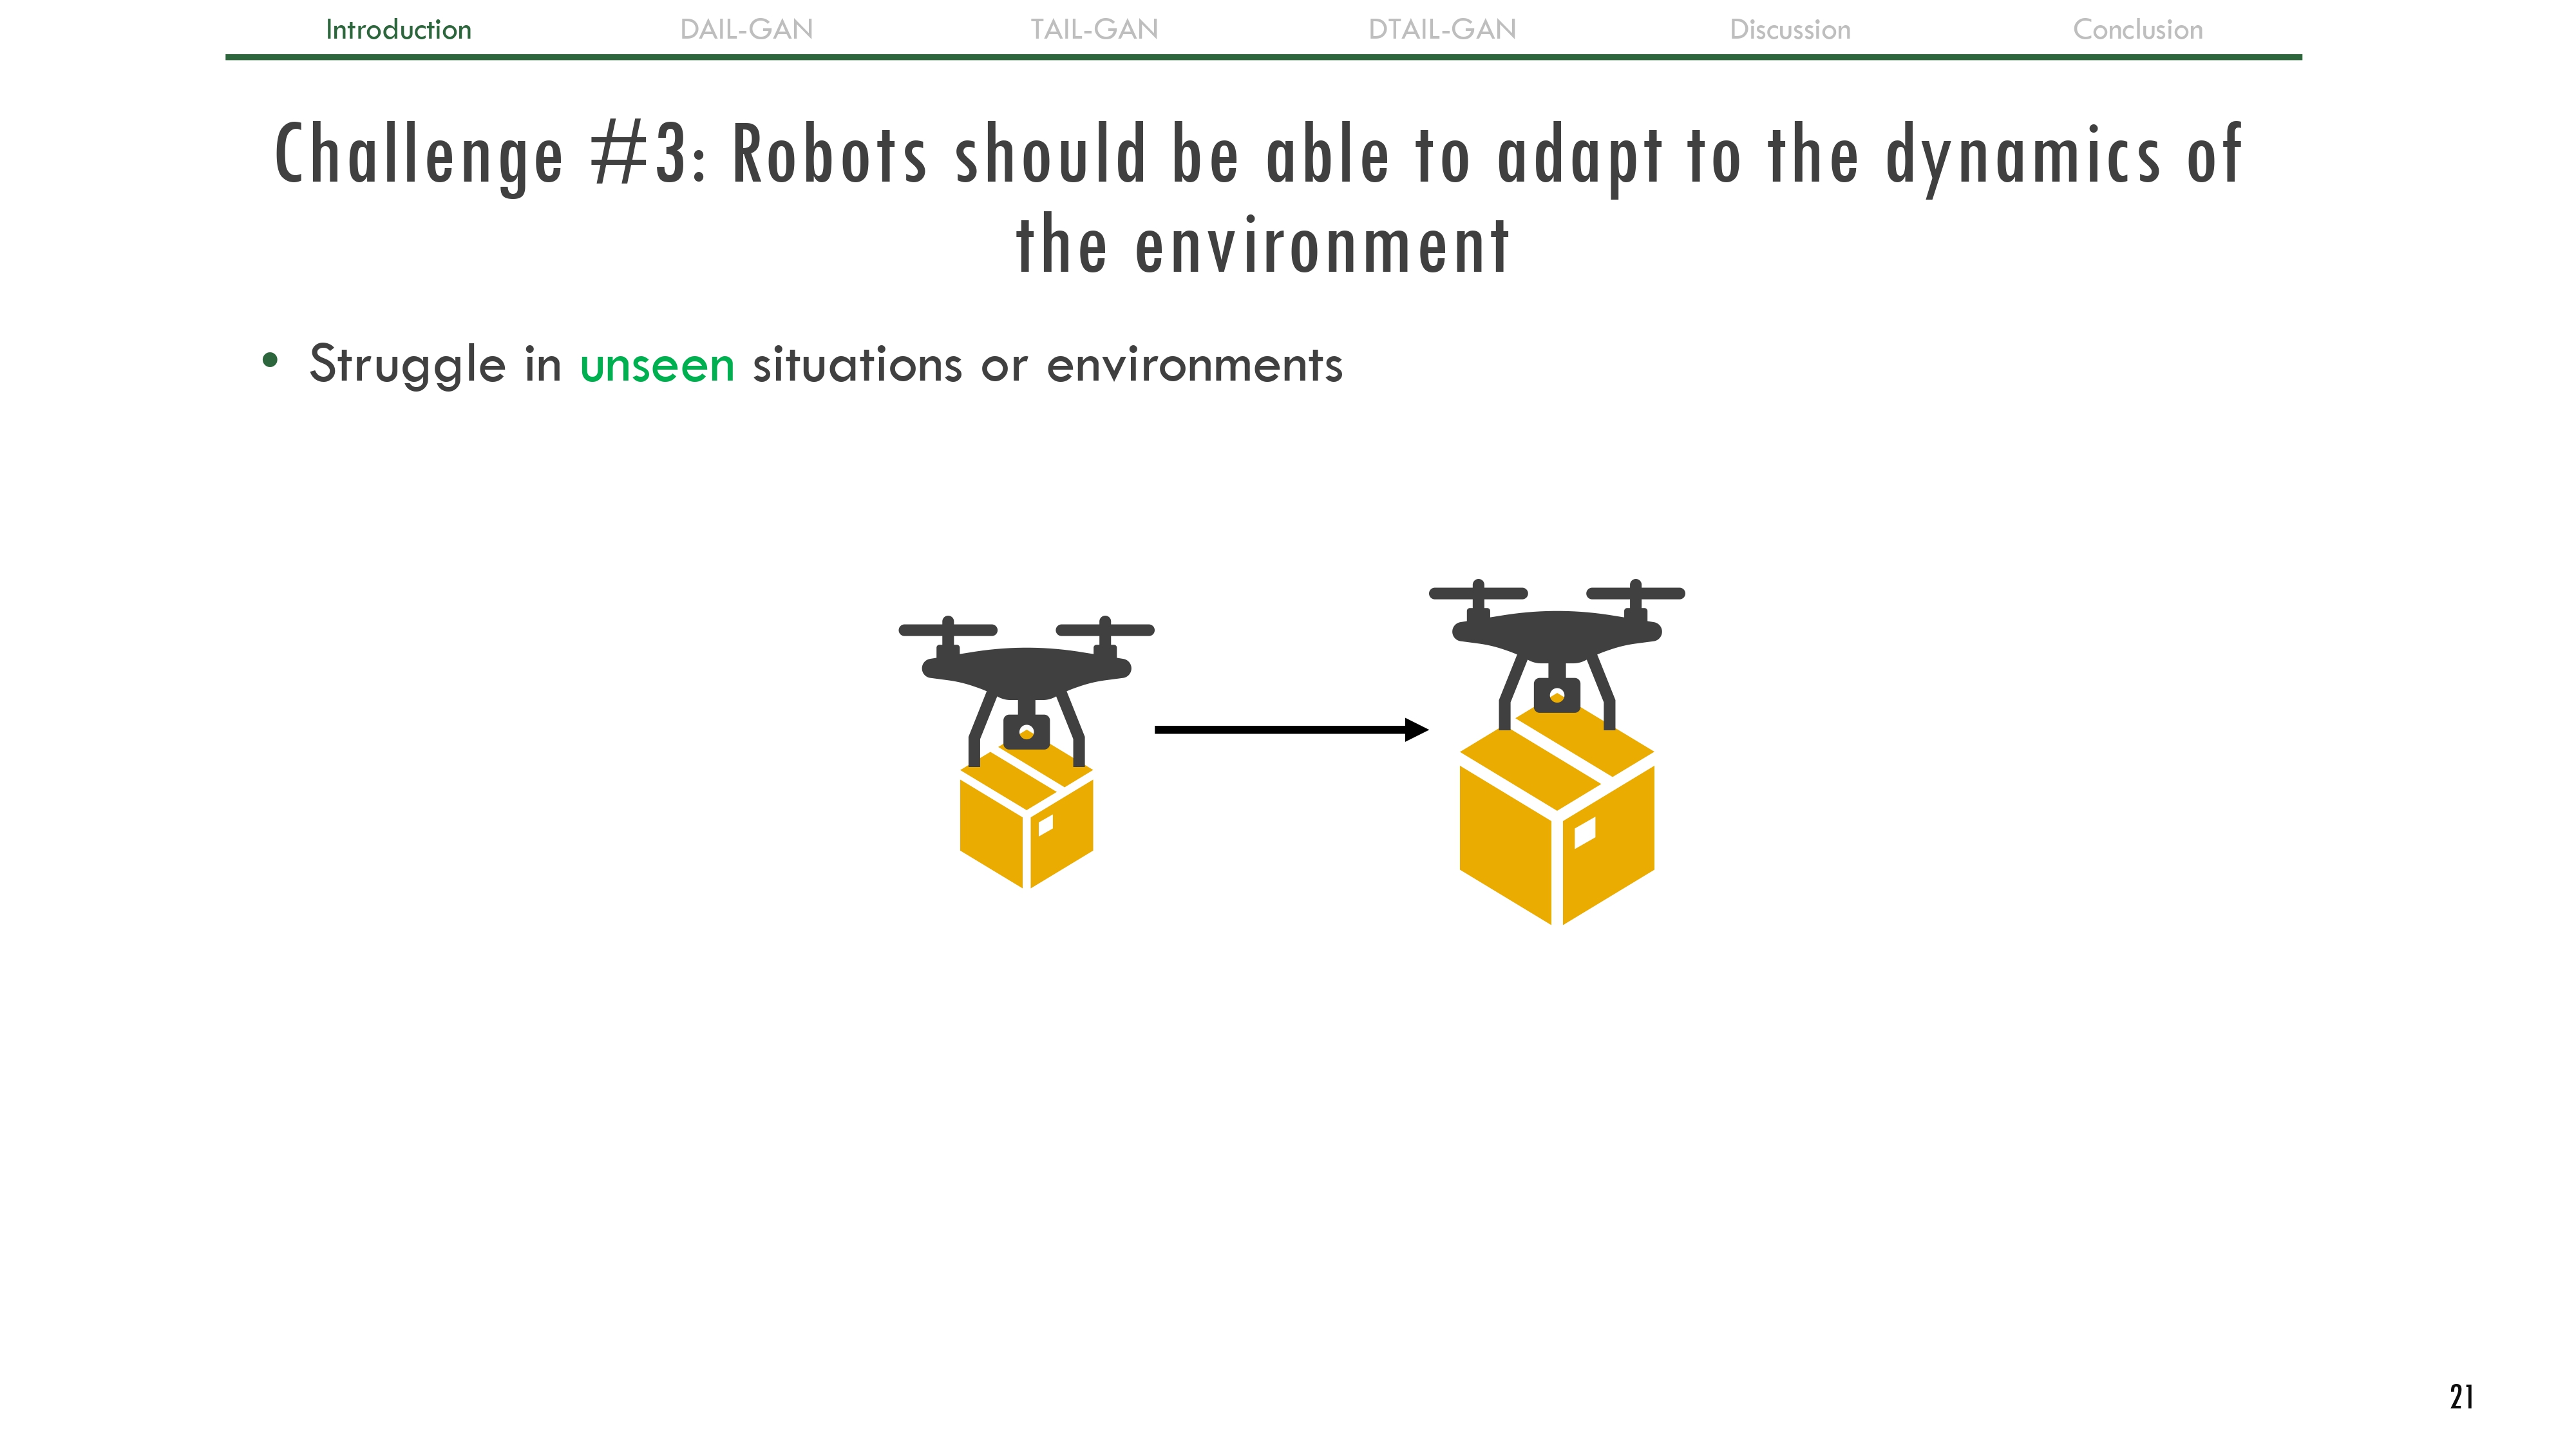 Introduction DAIL-GAN TAIL-GAN DTAIL-GAN Discussion Conclusion
Challenge #3: Robots should be able to adapt to the dynamics of
the environment
• Struggle in unseen situations or environments
21